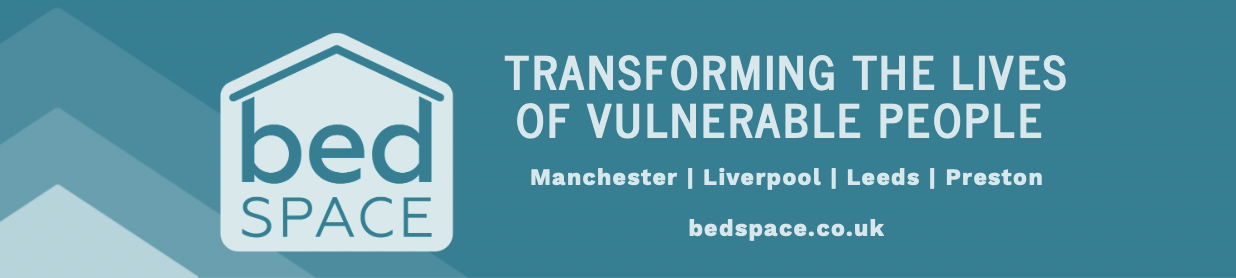 bed
SPACE
TRANSFORMING THE LIVES
OF VULNERABLE PEOPLE
Manchester | Liverpool | Leeds | Preston
bedspace.co.uk